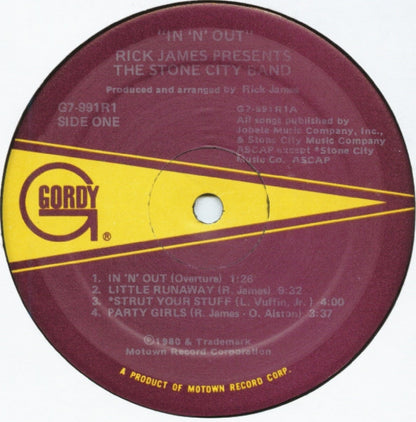 "IN 'N' OUT"
RICK JAMES PRESENTS
THE STONE CITY BAND
Produced and arranged by Rick James
G7-991R1
SIDE ONE
G7-991R1A
All songs published by
Jobete Music Company, Inc.,
& Stone City Music Company
ASCAP except *Stone City
Music Co. ASCAP
GORDY
®
1. IN 'N' OUT (Overture) 1:26
2. LITTLE RUNAWAY (R. James) 6:32
3. *STRUT YOUR STUFF (L. Vuffin, Jr.) 4:00
4. PARTY GIRLS (R. James - O. Alston) 3:37
Ⓟ1980 & Trademark
Motown Record Corporation
A PRODUCT OF MOTOWN RECORD CORP.